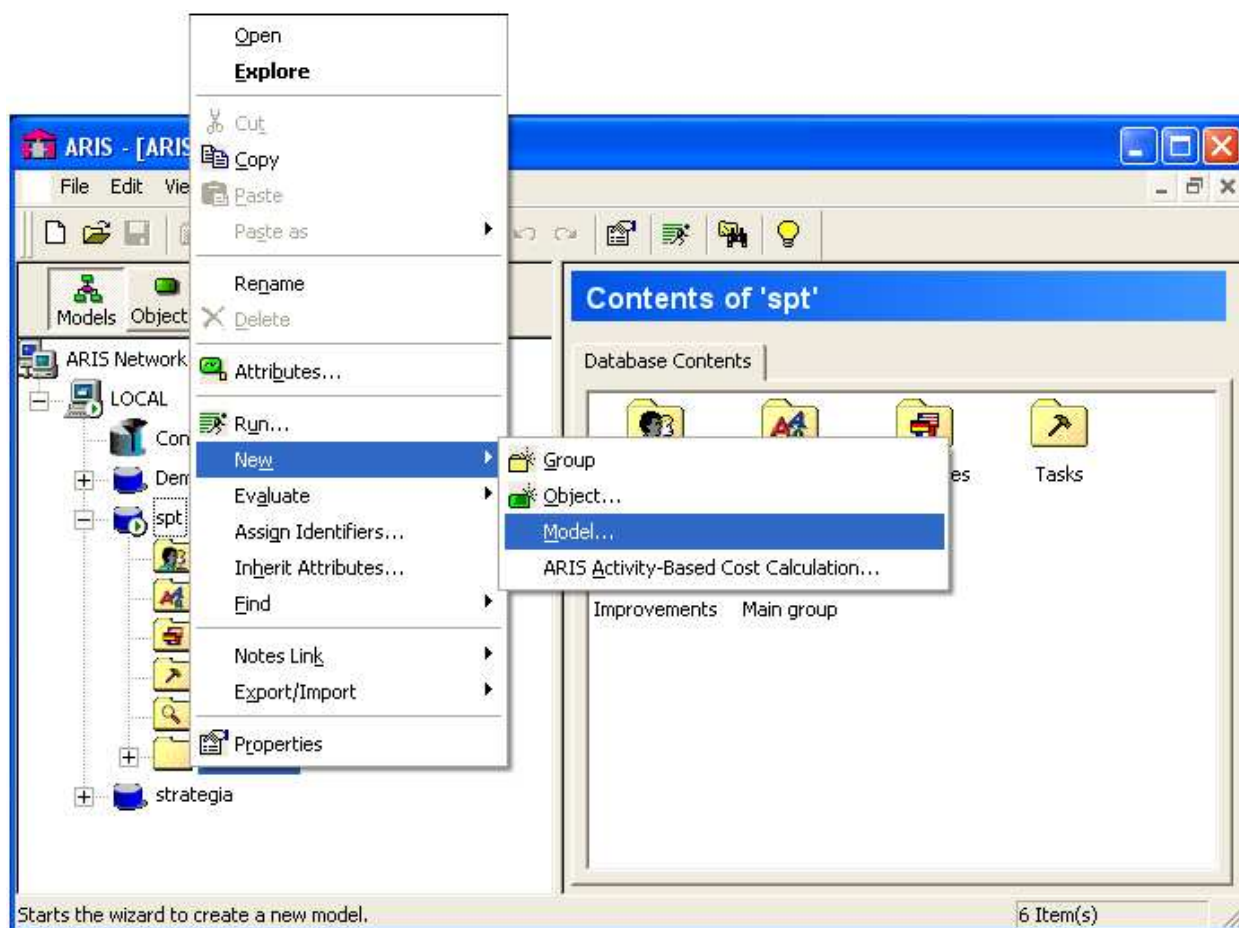 Open
Explore
Cut
Copy
Paste
Paste as
Rename
Delete
Attributes...
Run...
New
Evaluate
Assign Identifiers...
Inherit Attributes...
Find
Notes Link
Export/Import
Properties
Group
Object...
Model...
ARIS Activity-Based Cost Calculation...
ARIS - [ARIS
File Edit Vie
Models Object
ARIS Network
LOCAL
Con
Dem
spt
strategia
Contents of 'spt'
Database Contents
es Tasks
Improvements Main group
Starts the wizard to create a new model. 6 Item(s)